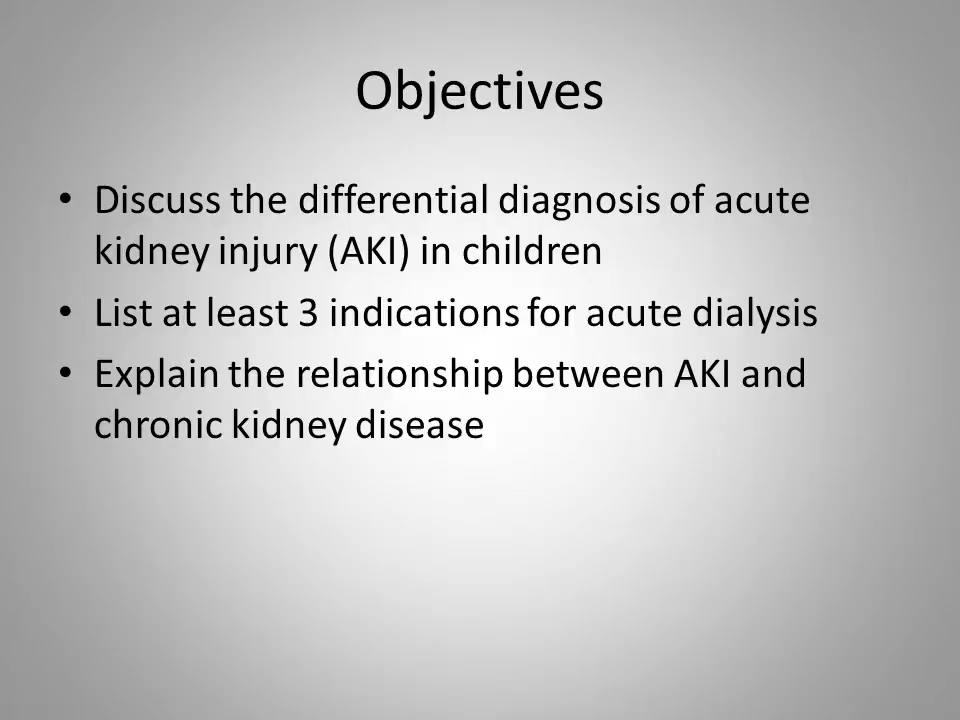 Objectives
• Discuss the differential diagnosis of acute
kidney injury (AKI) in children
• List at least 3 indications for acute dialysis
• Explain the relationship between AKI and
chronic kidney disease